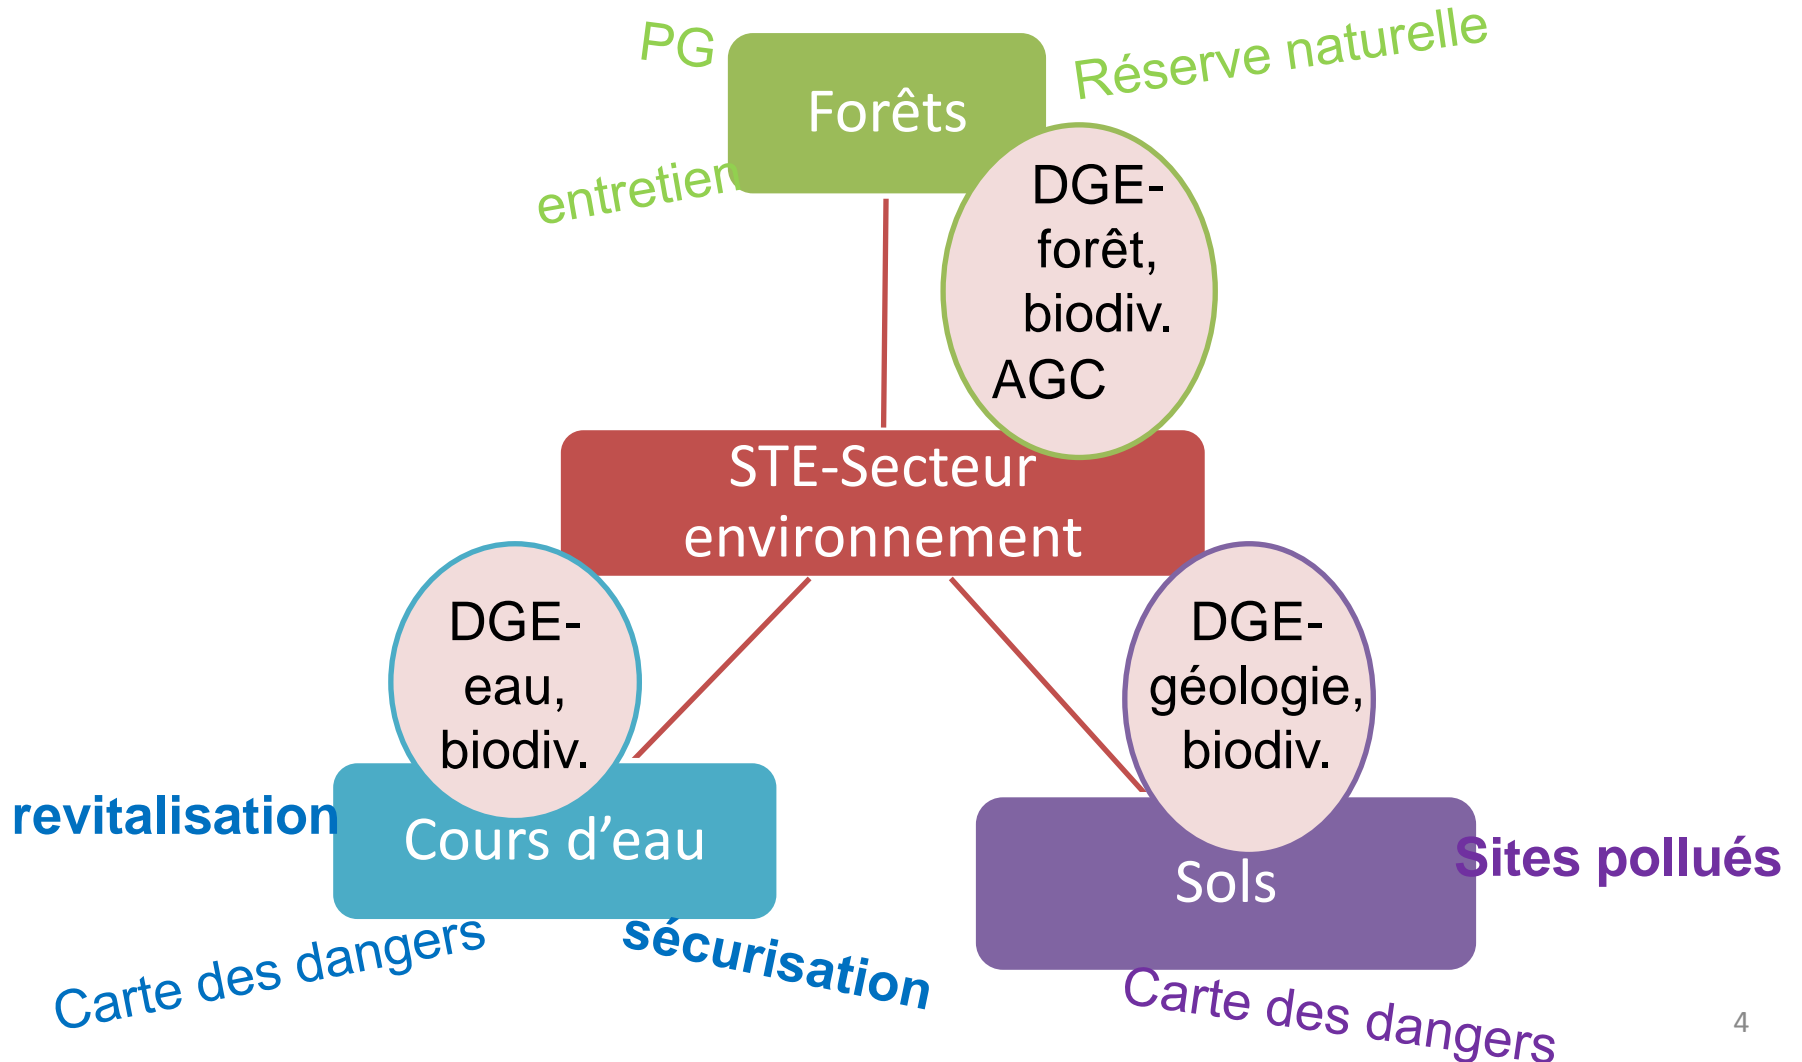 PG
Réserve naturelle
Forêts
entretien
DGE-
forêt,
biodiv.
AGC
STE-Secteur
environnement
DGE-
eau,
biodiv.
DGE-
géologie,
biodiv.
revitalisation
Cours d’eau
Sites pollués
Sols
Carte des dangers
sécurisation
Carte des dangers
4